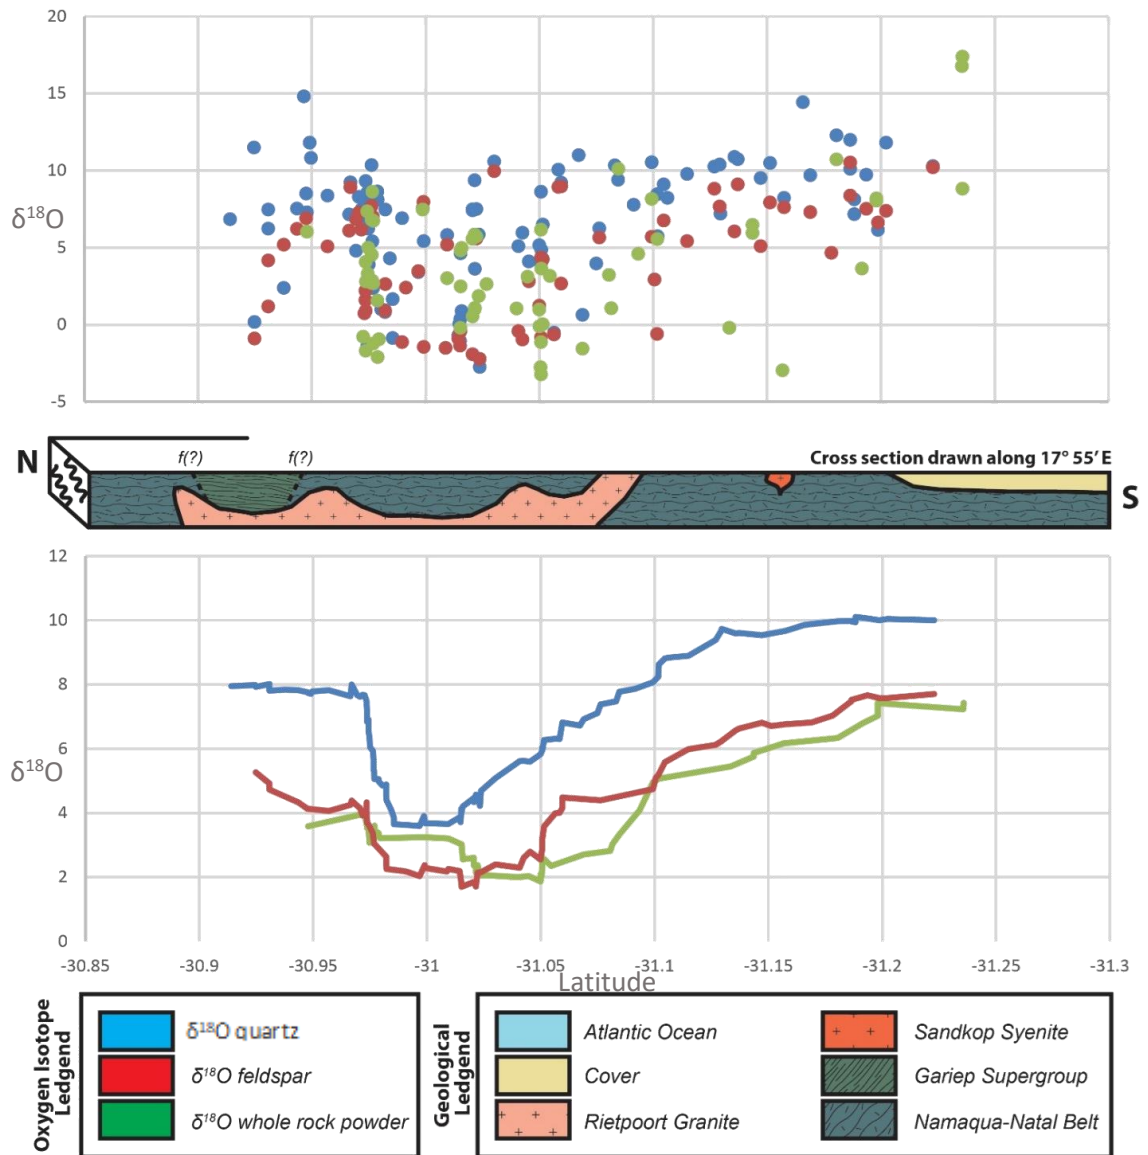 20
15
10
δ¹⁸O
5
0
-5
N
f(?)
f(?)
Cross section drawn along 17° 55′ E
S
12
10
8
6
δ¹⁸O
4
2
0
-30.85
-30.9
-30.95
-31
-31.05
-31.1
-31.15
-31.2
-31.25
-31.3
Latitude
Oxygen Isotope
Ledgend
δ¹⁸O quartz
δ¹⁸O feldspar
δ¹⁸O whole rock powder
Geological
Ledgend
Atlantic Ocean
Cover
Rietpoort Granite
Sandkop Syenite
Gariep Supergroup
Namaqua-Natal Belt